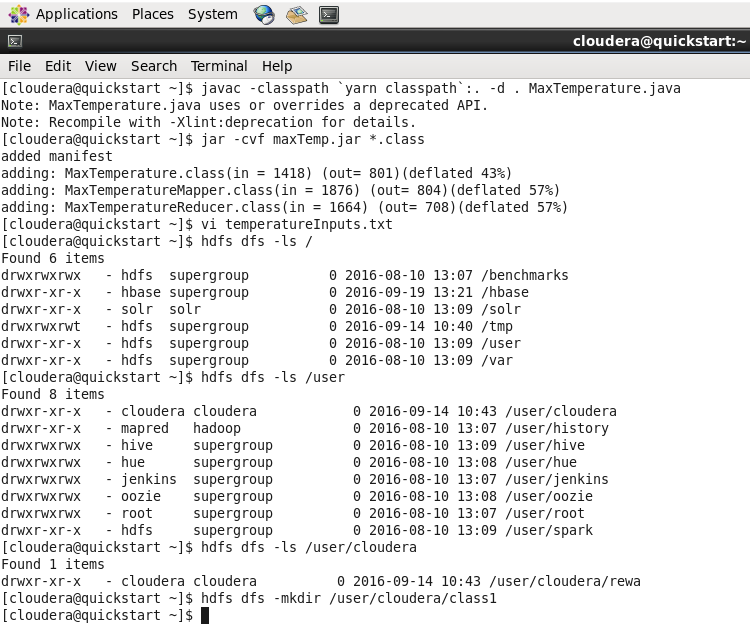 Applications Places System
cloudera@quickstart:~
File Edit View Search Terminal Help
[cloudera@quickstart ~]$ javac -classpath `yarn classpath`:. -d . MaxTemperature.java
Note: MaxTemperature.java uses or overrides a deprecated API.
Note: Recompile with -Xlint:deprecation for details.
[cloudera@quickstart ~]$ jar -cvf maxTemp.jar *.class
added manifest
adding: MaxTemperature.class(in = 1418) (out= 801)(deflated 43%)
adding: MaxTemperatureMapper.class(in = 1876) (out= 804)(deflated 57%)
adding: MaxTemperatureReducer.class(in = 1664) (out= 708)(deflated 57%)
[cloudera@quickstart ~]$ vi temperatureInputs.txt
[cloudera@quickstart ~]$ hdfs dfs -ls /
Found 6 items
drwxrwxrwx   - hdfs  supergroup          0 2016-08-10 13:07 /benchmarks
drwxr-xr-x   - hbase supergroup          0 2016-09-19 13:21 /hbase
drwxr-xr-x   - solr  solr                0 2016-08-10 13:09 /solr
drwxrwxrwt   - hdfs  supergroup          0 2016-09-14 10:40 /tmp
drwxr-xr-x   - hdfs  supergroup          0 2016-08-10 13:09 /user
drwxr-xr-x   - hdfs  supergroup          0 2016-08-10 13:09 /var
[cloudera@quickstart ~]$ hdfs dfs -ls /user
Found 8 items
drwxr-xr-x   - cloudera cloudera            0 2016-09-14 10:43 /user/cloudera
drwxr-xr-x   - mapred   hadoop              0 2016-08-10 13:07 /user/history
drwxrwxrwx   - hive     supergroup          0 2016-08-10 13:09 /user/hive
drwxrwxrwx   - hue      supergroup          0 2016-08-10 13:08 /user/hue
drwxrwxrwx   - jenkins  supergroup          0 2016-08-10 13:07 /user/jenkins
drwxrwxrwx   - oozie    supergroup          0 2016-08-10 13:08 /user/oozie
drwxrwxrwx   - root     supergroup          0 2016-08-10 13:07 /user/root
drwxr-xr-x   - hdfs     supergroup          0 2016-08-10 13:09 /user/spark
[cloudera@quickstart ~]$ hdfs dfs -ls /user/cloudera
Found 1 items
drwxr-xr-x   - cloudera cloudera          0 2016-09-14 10:43 /user/cloudera/rewa
[cloudera@quickstart ~]$ hdfs dfs -mkdir /user/cloudera/class1
[cloudera@quickstart ~]$